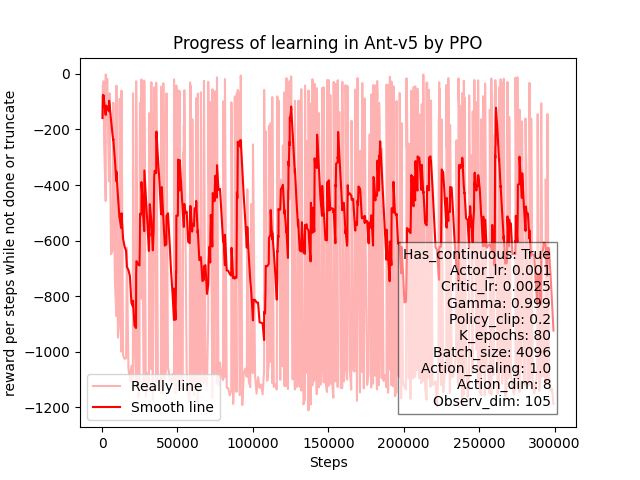 Progress of learning in Ant-v5 by PPO
reward per steps while not done or truncate
0
−200
−400
−600
−800
−1000
−1200
Has_continuous: True
Actor_lr: 0.001
Critic_lr: 0.0025
Gamma: 0.999
Policy_clip: 0.2
K_epochs: 80
Batch_size: 4096
Action_scaling: 1.0
Action_dim: 8
Observ_dim: 105
Really line
Smooth line
0 50000 100000 150000 200000 250000 300000
Steps